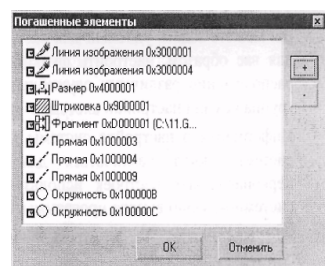 Погашенные элементы
Линия изображения 0x3000001
Линия изображения 0x3000004
Размер 0x4000001
Штриховка 0x9000001
Фрагмент 0xD000001 (C:\11.G...
Прямая 0x1000003
Прямая 0x1000004
Прямая 0x1000009
Окружность 0x100000B
Окружность 0x100000C
+
-
OK
Отменить